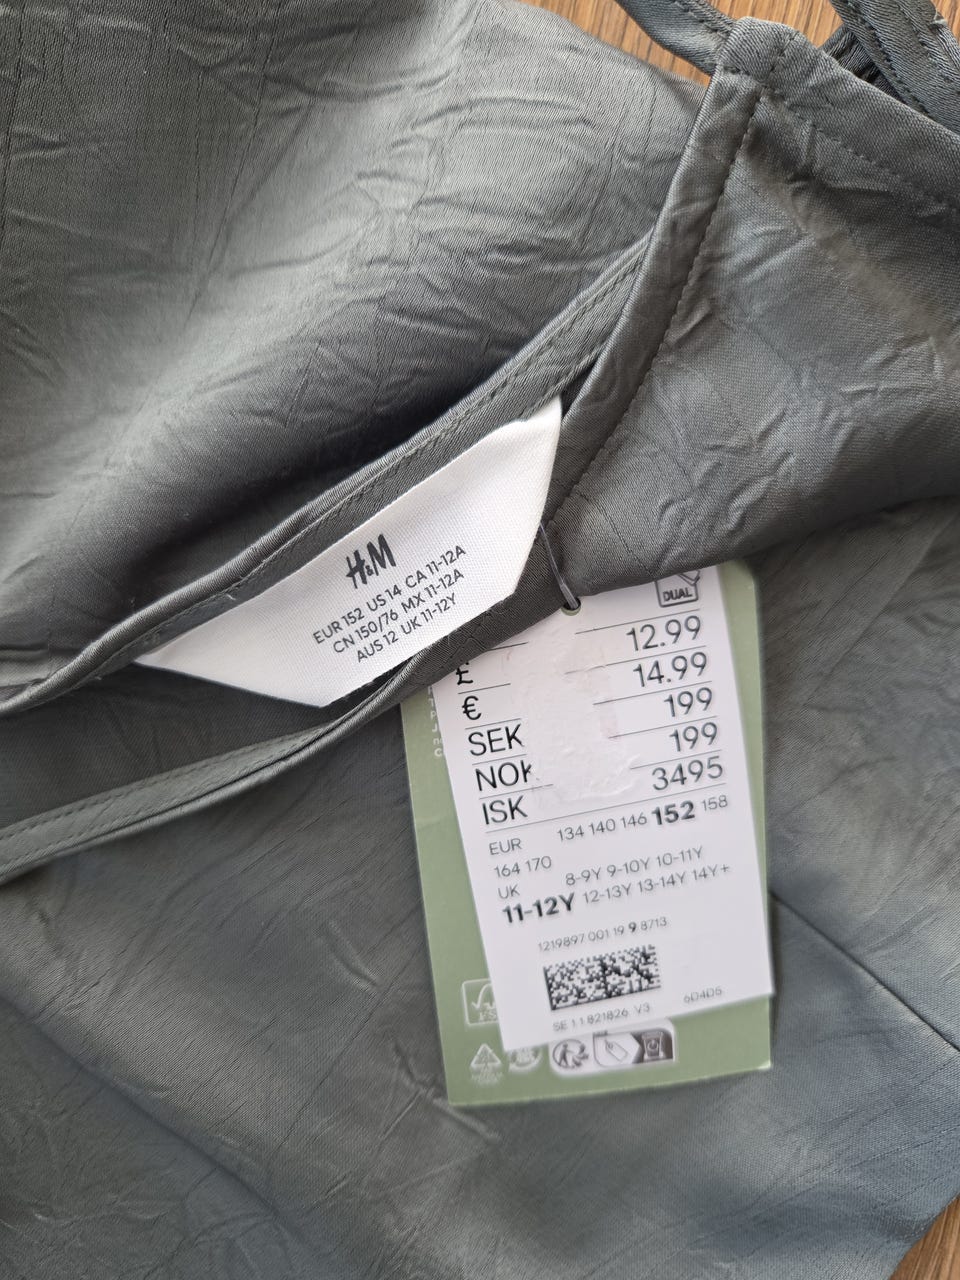 H&M
EUR 152 US 14 CA 11-12A
CN 150/76 MX 11-12A
AUS 12 UK 11-12Y
DUAL
£ 12.99
€ 14.99
SEK 199
NOK 199
ISK 3495
EUR 134 140 146 152 158
164 170
UK 8-9Y 9-10Y 10-11Y
11-12Y 12-13Y 13-14Y 14Y+
1219897 001 19 9 8713
6D4D5
SE 1 1 821826 V3